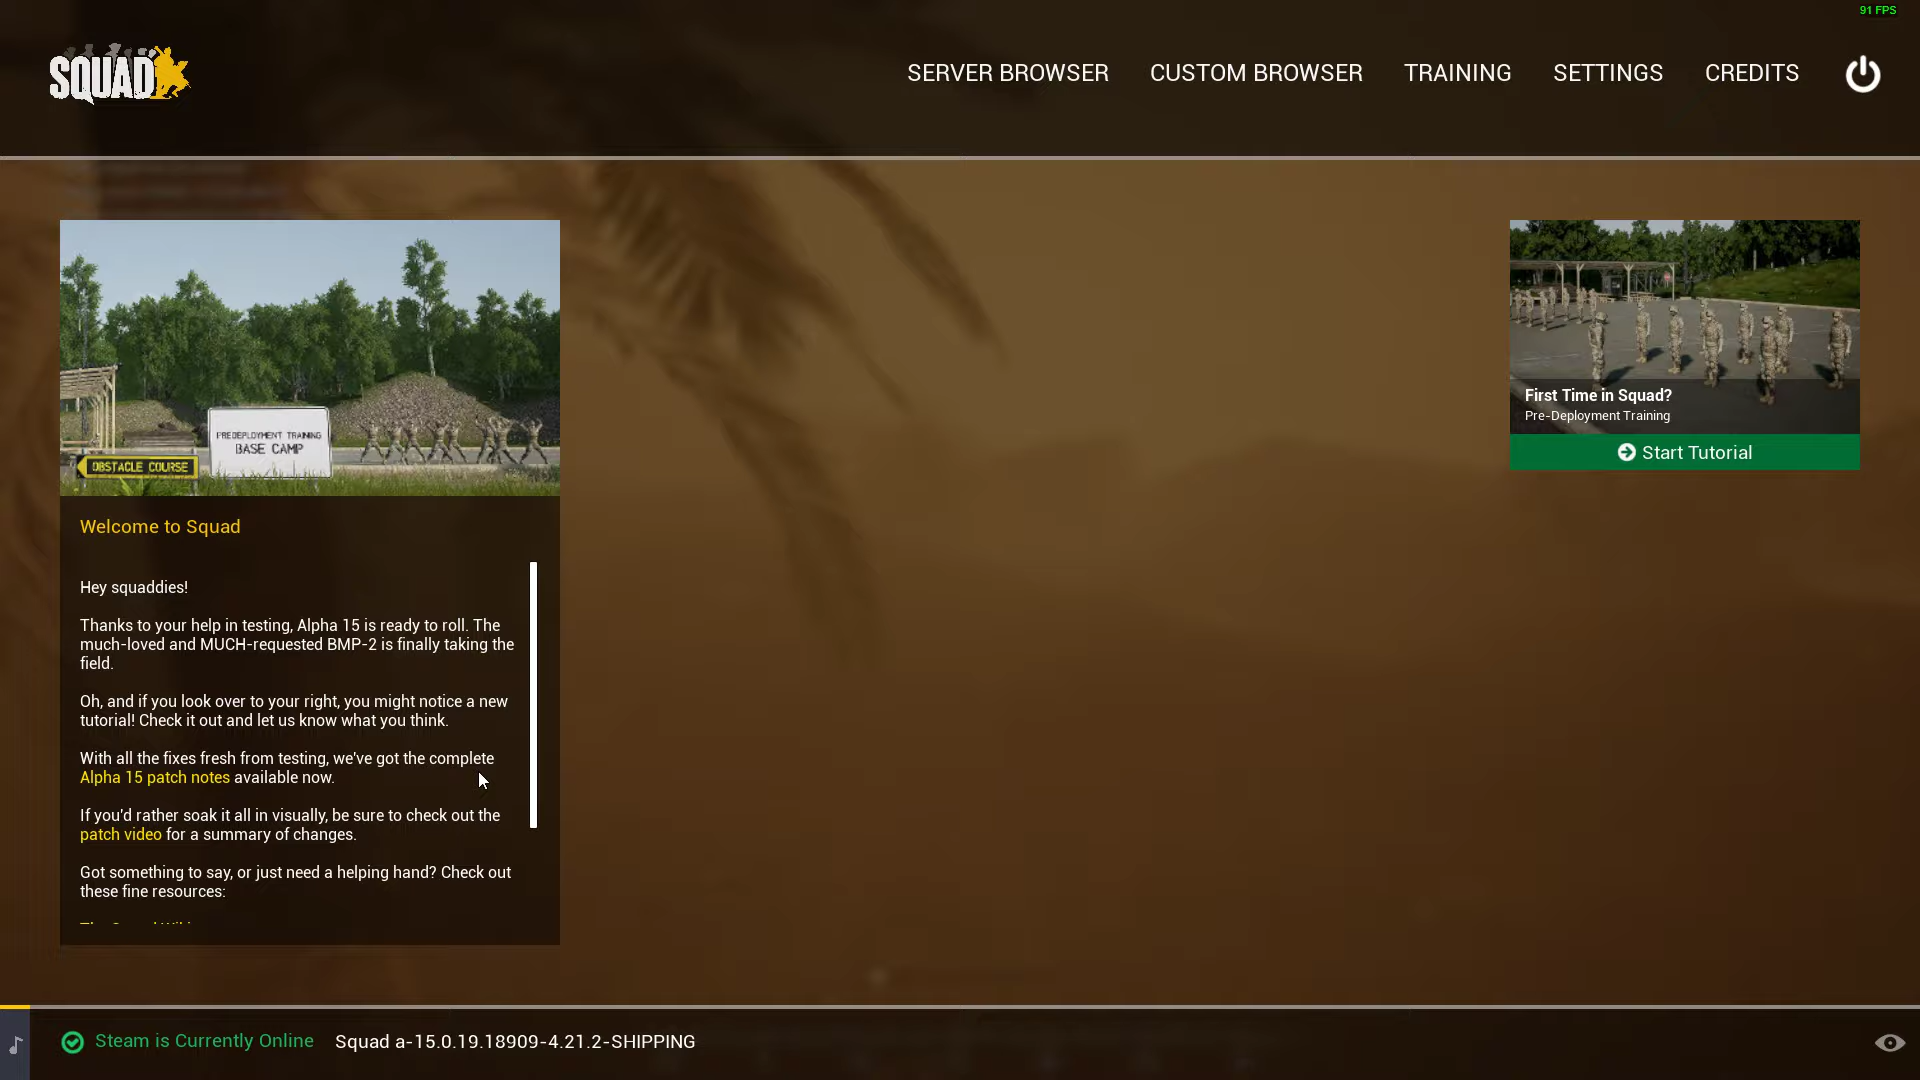 91 FPS
SQUAD
SERVER BROWSER
CUSTOM BROWSER
TRAINING
SETTINGS
CREDITS
PREDEPLOYMENT TRAINING
BASE CAMP
OBSTACLE COURSE
First Time in Squad?
Pre-Deployment Training
Start Tutorial
Welcome to Squad
Hey squaddies!
Thanks to your help in testing, Alpha 15 is ready to roll. The
much-loved and MUCH-requested BMP-2 is finally taking the
field.
Oh, and if you look over to your right, you might notice a new
tutorial! Check it out and let us know what you think.
With all the fixes fresh from testing, we've got the complete
Alpha 15 patch notes available now.
If you'd rather soak it all in visually, be sure to check out the
patch video for a summary of changes.
Got something to say, or just need a helping hand? Check out
these fine resources:
Steam is Currently Online
Squad a-15.0.19.18909-4.21.2-SHIPPING